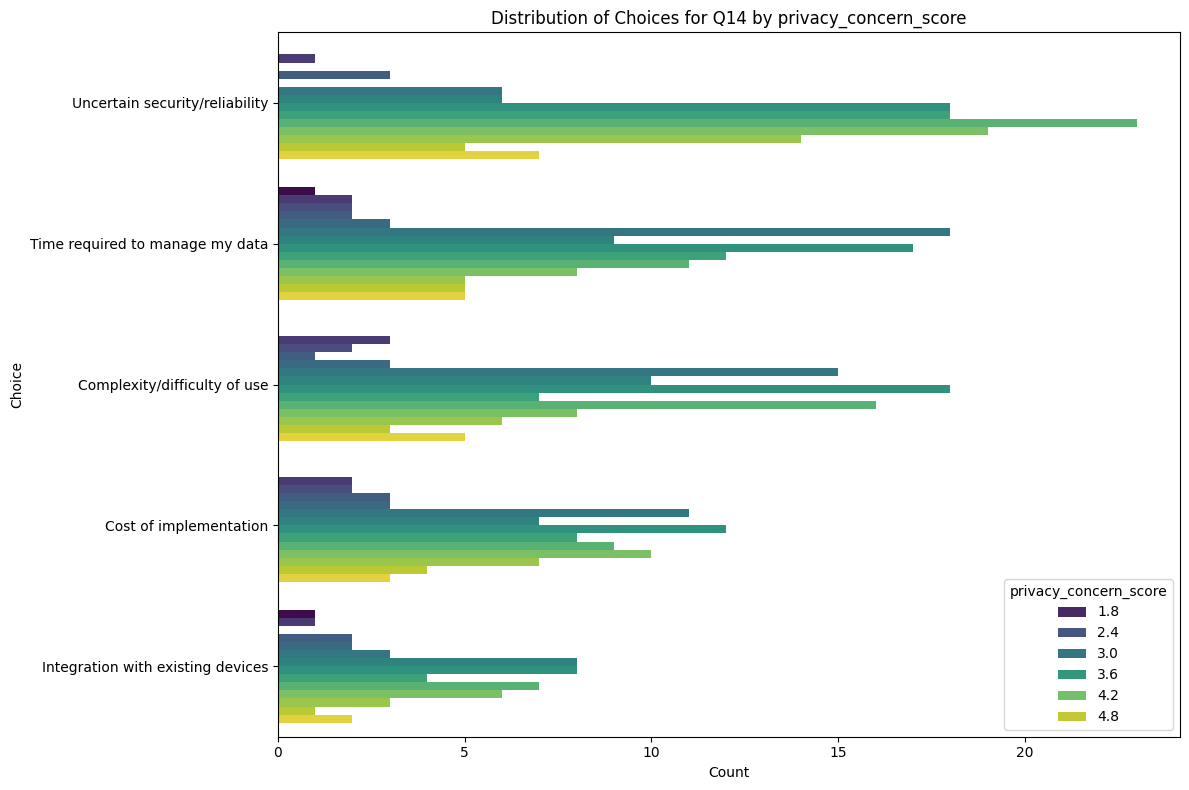 Distribution of Choices for Q14 by privacy_concern_score
Choice
Uncertain security/reliability
Time required to manage my data
Complexity/difficulty of use
Cost of implementation
Integration with existing devices
privacy_concern_score
1.8
2.4
3.0
3.6
4.2
4.8
0 5 10 15 20
Count